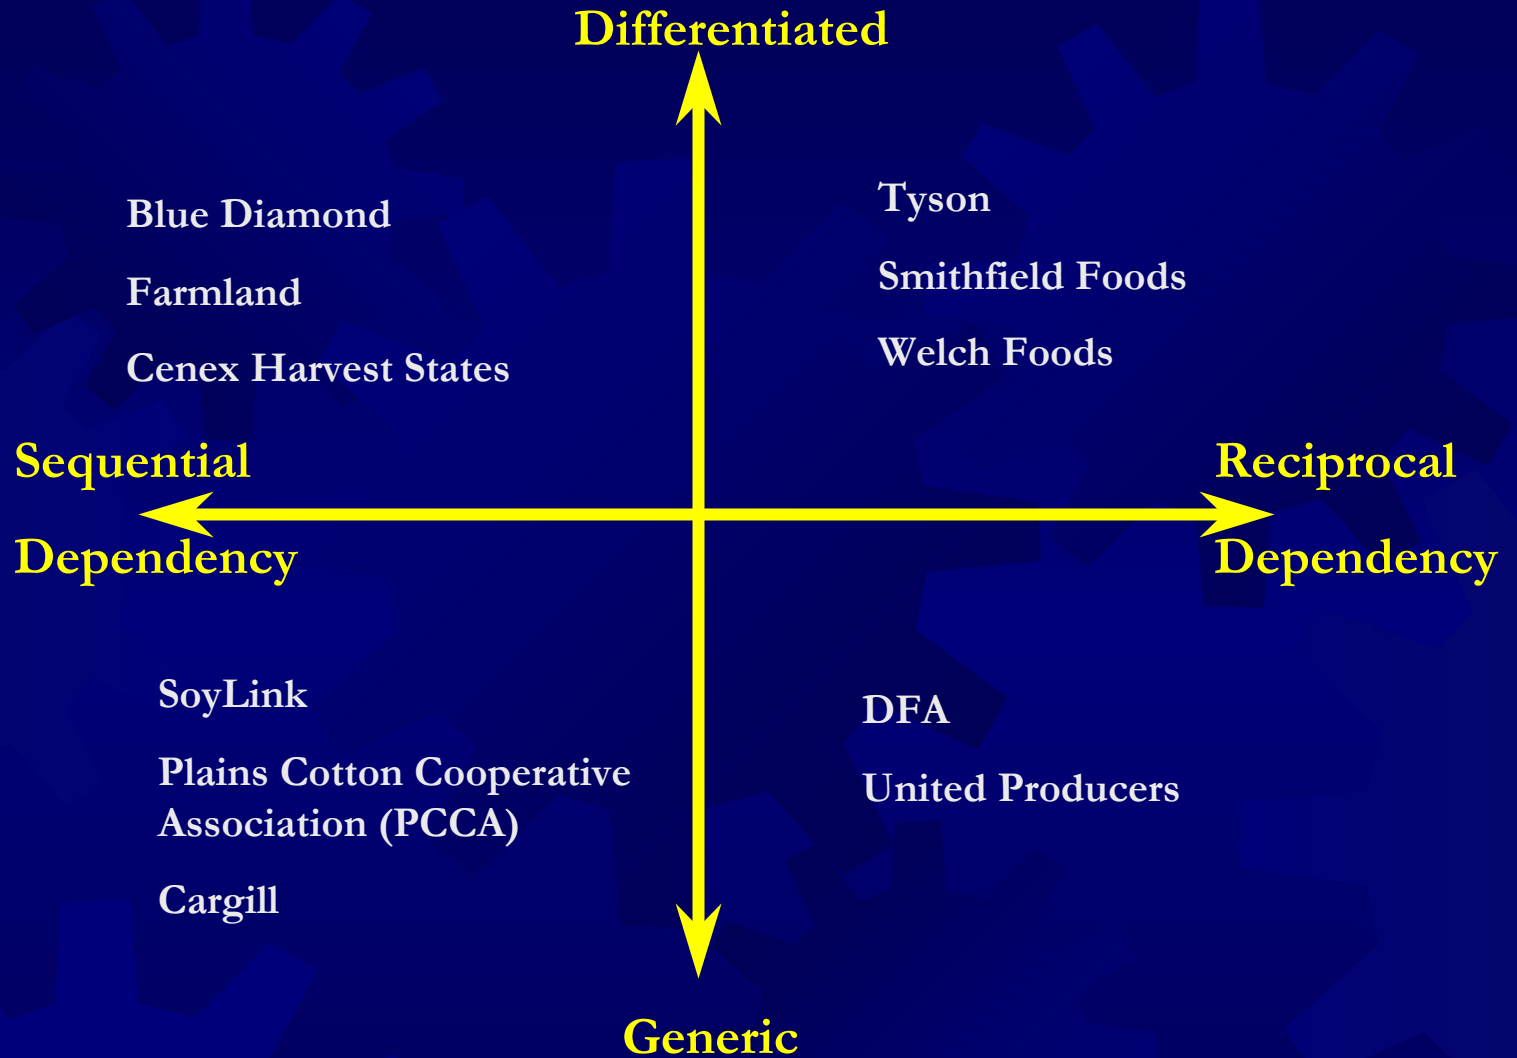 Differentiated
Blue Diamond
Farmland
Cenex Harvest States
Tyson
Smithfield Foods
Welch Foods
Sequential
Dependency
Reciprocal
Dependency
SoyLink
Plains Cotton Cooperative
Association (PCCA)
Cargill
DFA
United Producers
Generic